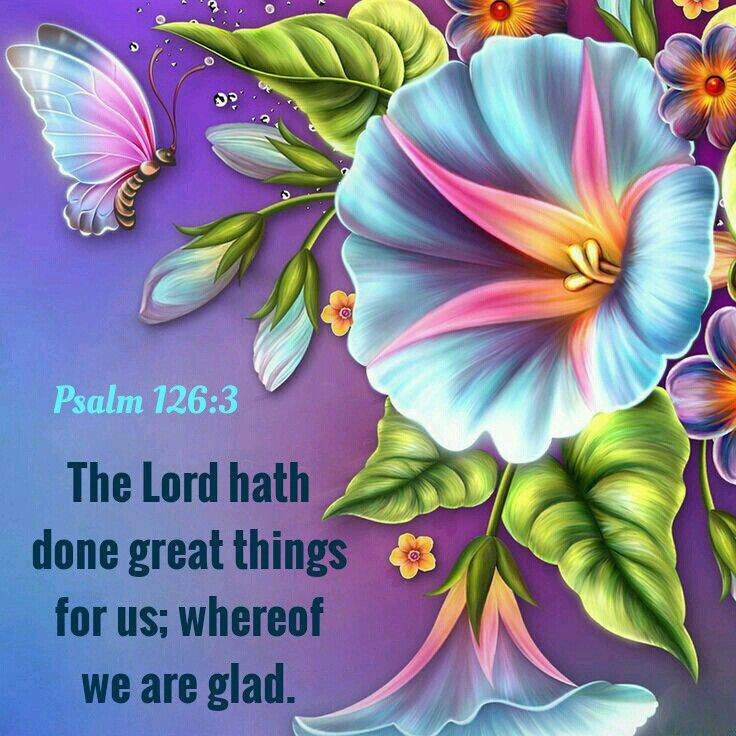 Psalm 126:3
The Lord hath
done great things
for us; whereof
we are glad.